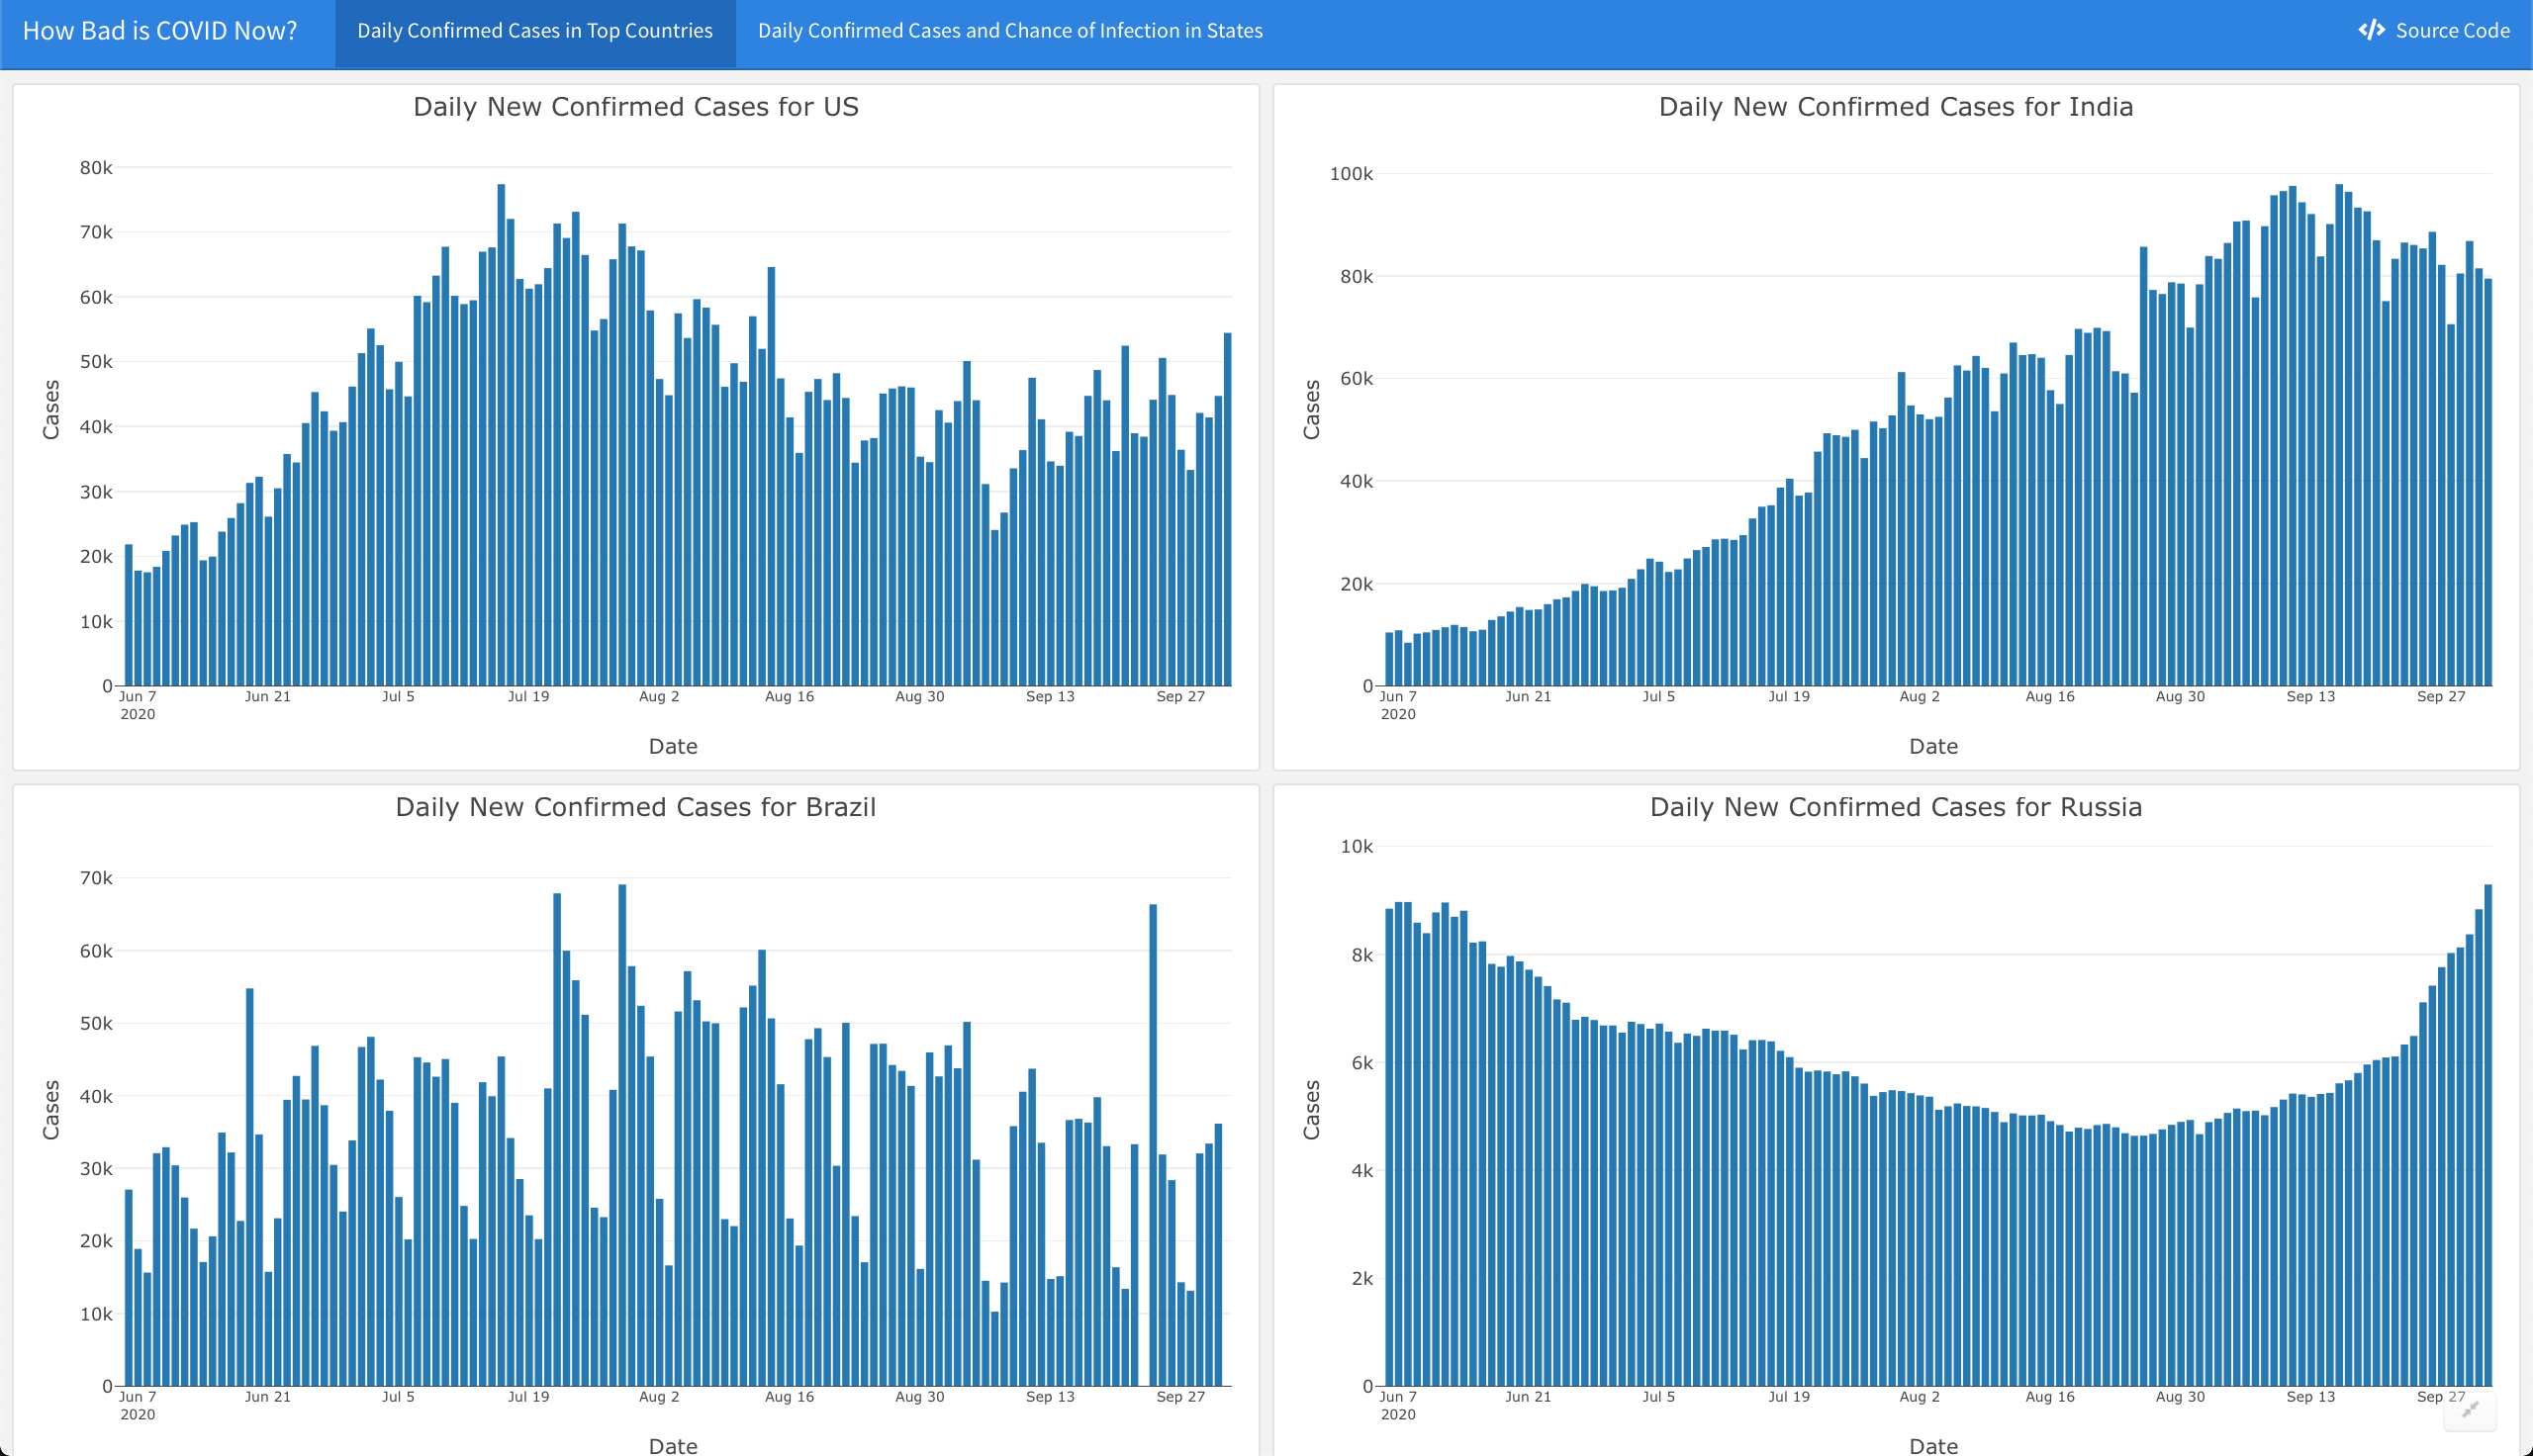 How Bad is COVID Now? Daily Confirmed Cases in Top Countries Daily Confirmed Cases and Chance of Infection in States Source Code
Daily New Confirmed Cases for US
80k
70k
60k
50k
40k
30k
20k
10k
0
Cases
Jun 7 Jun 21 Jul 5 Jul 19 Aug 2 Aug 16 Aug 30 Sep 13 Sep 27
2020
Date
Daily New Confirmed Cases for India
100k
80k
60k
40k
20k
0
Cases
Jun 7 Jun 21 Jul 5 Jul 19 Aug 2 Aug 16 Aug 30 Sep 13 Sep 27
2020
Date
Daily New Confirmed Cases for Brazil
70k
60k
50k
40k
30k
20k
10k
0
Cases
Jun 7 Jun 21 Jul 5 Jul 19 Aug 2 Aug 16 Aug 30 Sep 13 Sep 27
2020
Date
Daily New Confirmed Cases for Russia
10k
8k
6k
4k
2k
0
Cases
Jun 7 Jun 21 Jul 5 Jul 19 Aug 2 Aug 16 Aug 30 Sep 13 Sep 27
2020
Date